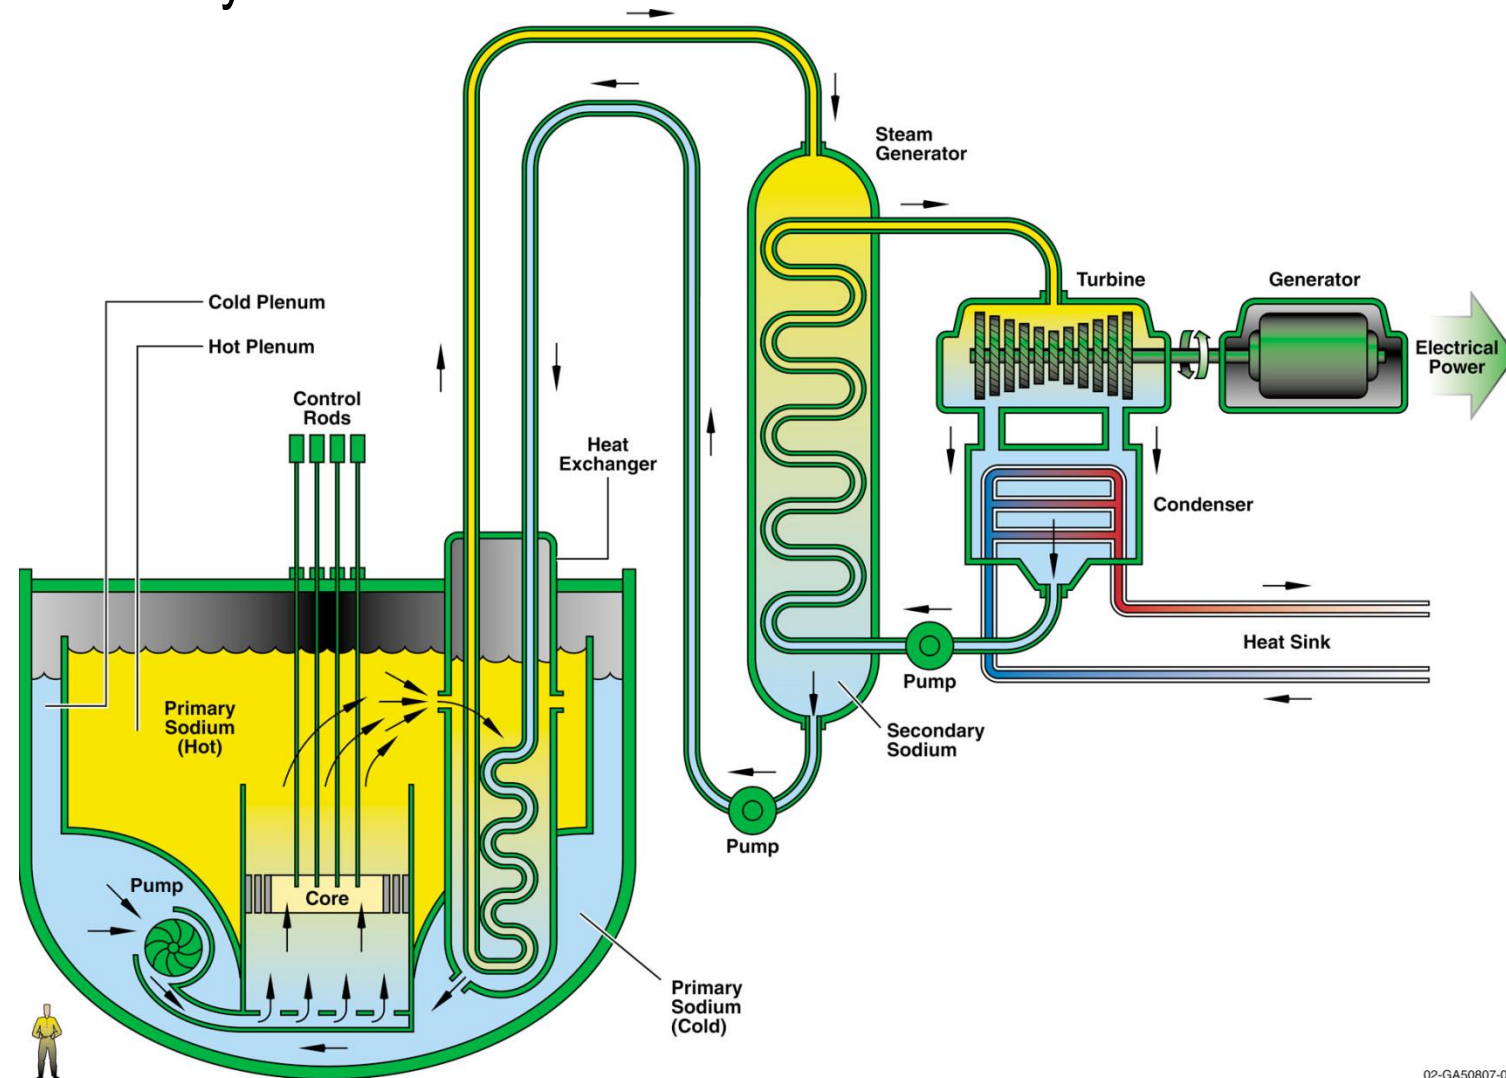 Steam
Generator
Cold Plenum
Hot Plenum
Turbine
Generator
Electrical
Power
Control
Rods
Heat
Exchanger
Condenser
Heat Sink
Pump
Primary
Sodium
(Hot)
Secondary
Sodium
Pump
Pump
Core
Primary
Sodium
(Cold)